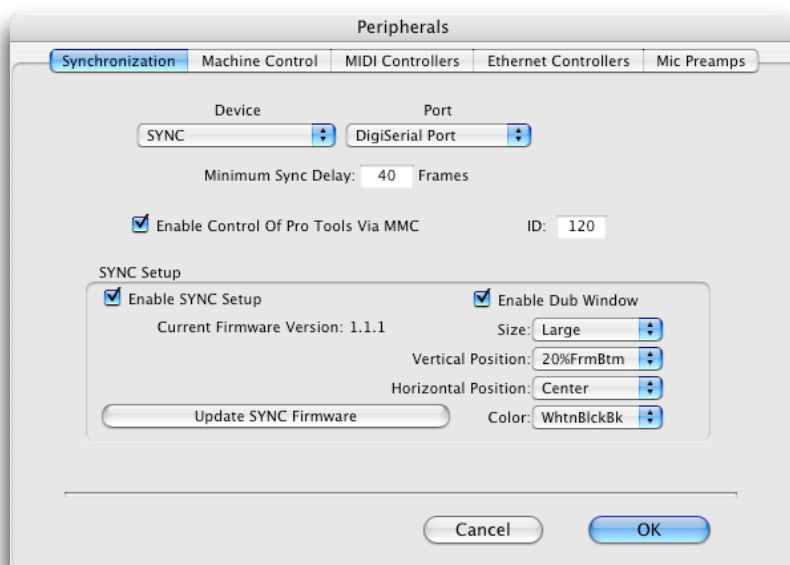 Peripherals
Synchronization Machine Control MIDI Controllers Ethernet Controllers Mic Preamps
Device Port
SYNC DigiSerial Port
Minimum Sync Delay: 40 Frames
Enable Control Of Pro Tools Via MMC ID: 120
SYNC Setup
Enable SYNC Setup Enable Dub Window
Current Firmware Version: 1.1.1 Size: Large
Vertical Position: 20%FrmBtm
Horizontal Position: Center
Update SYNC Firmware Color: WhtnBlckBk
Cancel OK